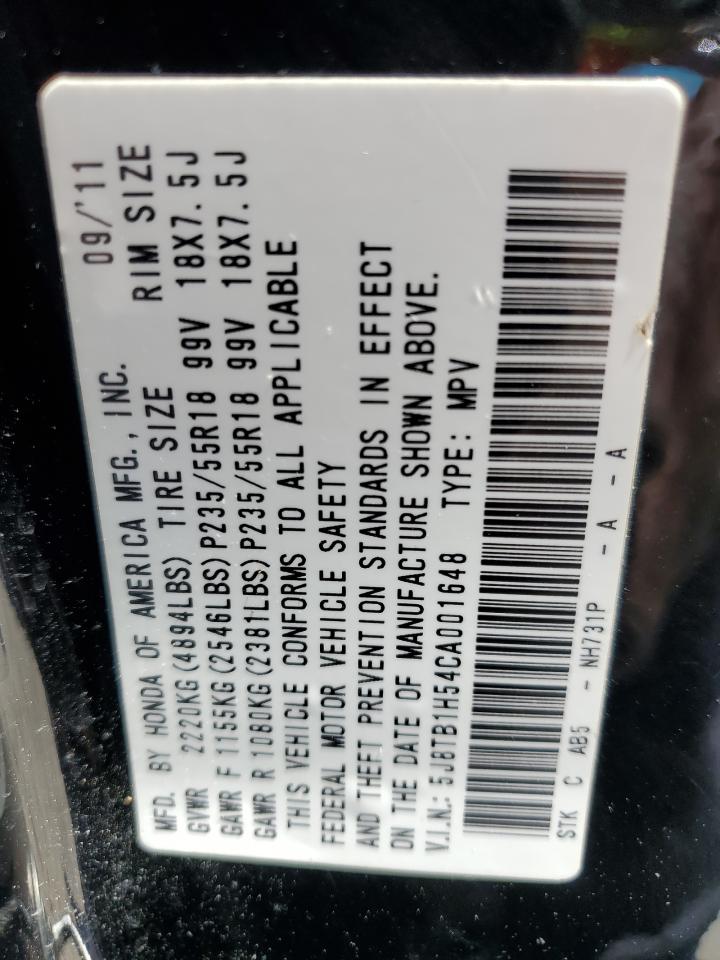 MFD. BY HONDA OF AMERICA MFG., INC. 09/'11
GVWR 2220KG(4894LBS) TIRE SIZE RIM SIZE
GAWR F 1155KG(2546LBS)P235/55R18 99V 18X7.5J
GAWR R 1080KG(2381LBS)P235/55R18 99V 18X7.5J
THIS VEHICLE CONFORMS TO ALL APPLICABLE
FEDERAL MOTOR VEHICLE SAFETY
AND THEFT PREVENTION STANDARDS IN EFFECT
ON THE DATE OF MANUFACTURE SHOWN ABOVE.
V.I.N.: 5J8TB1H54CA001648 TYPE: MPV
STK C AB5 - NH731P - A - A